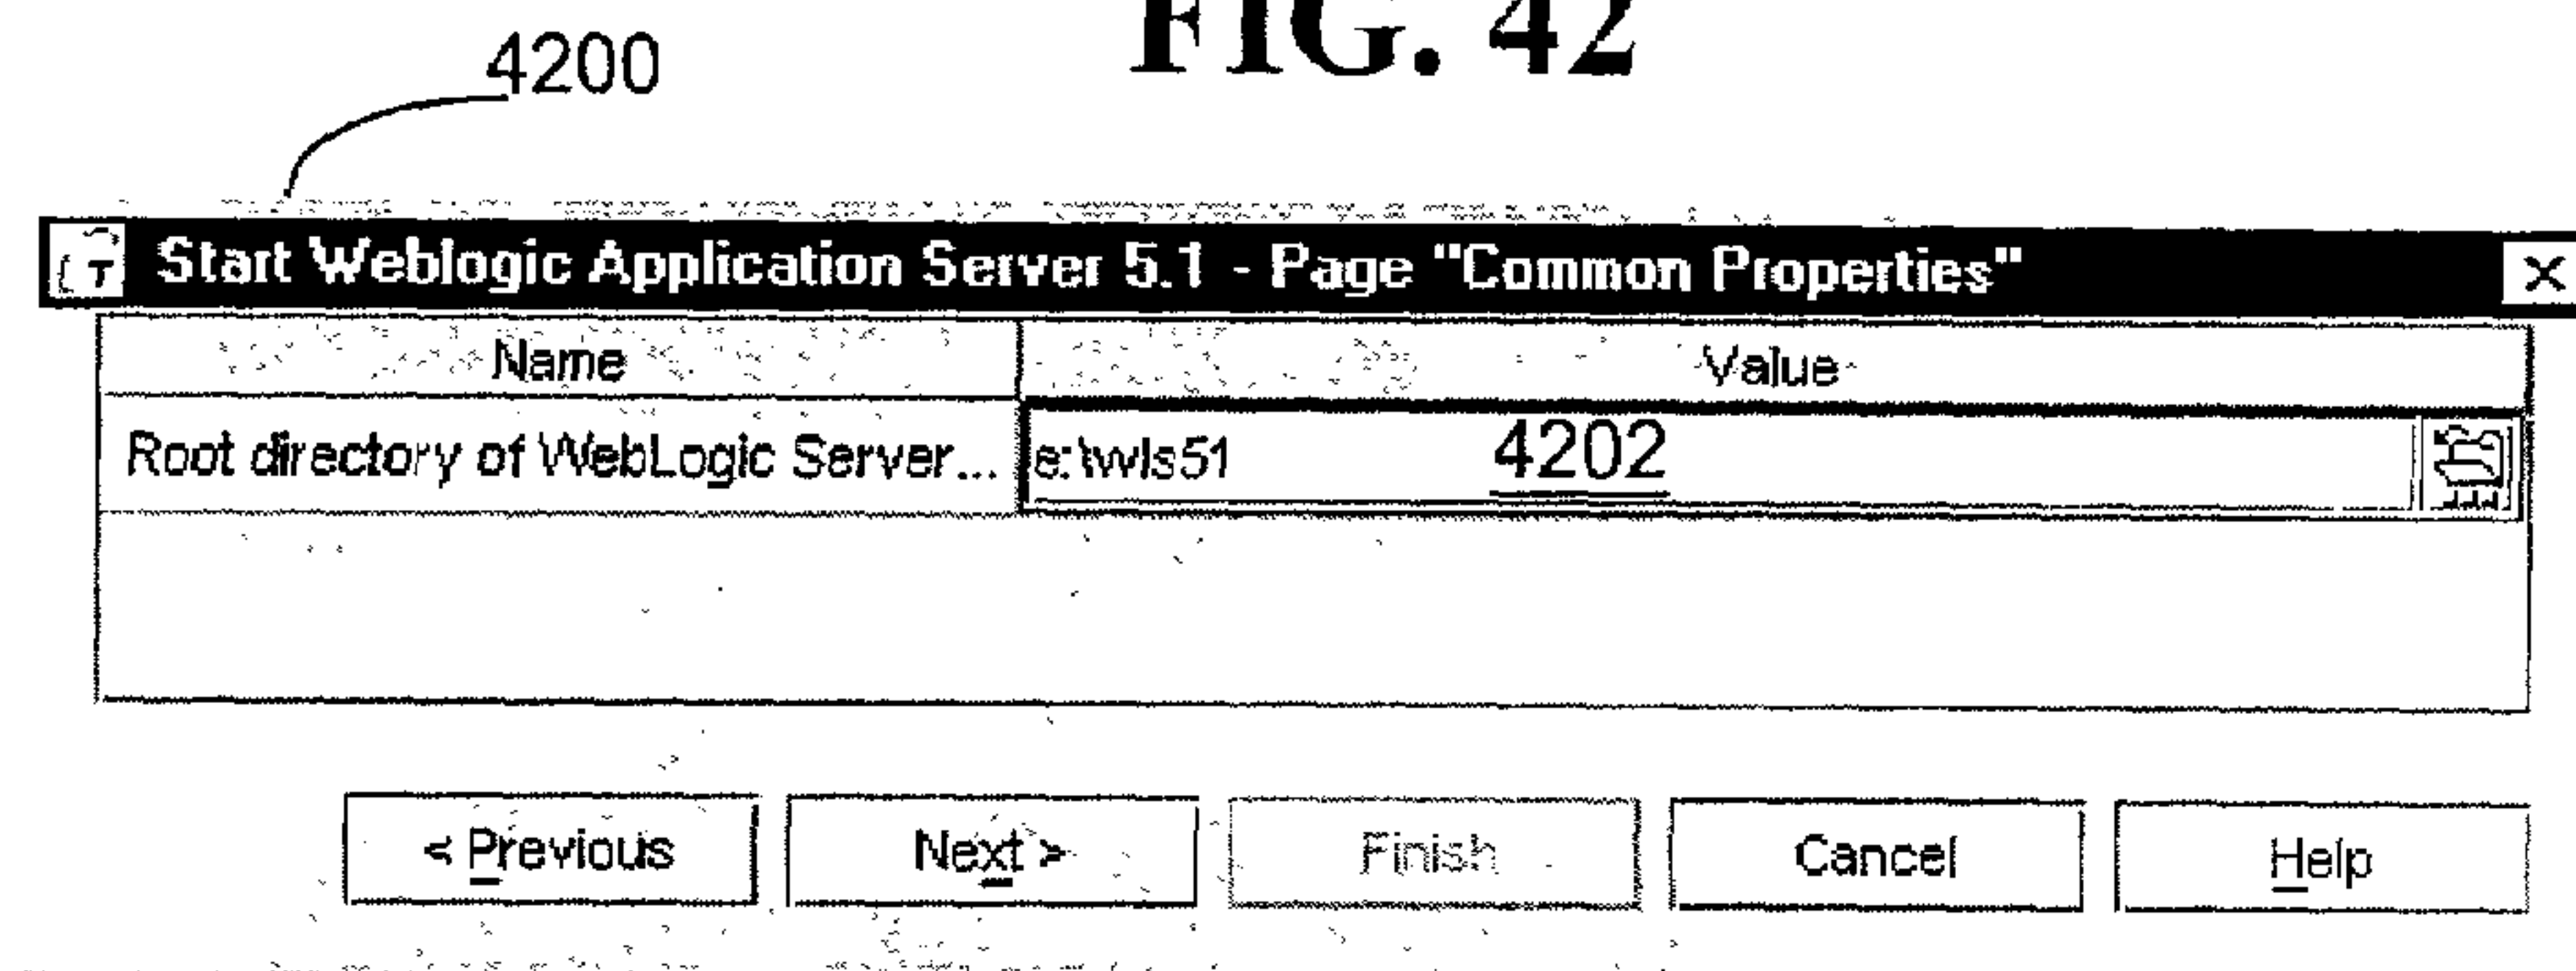 FIG. 42
4200
Start Weblogic Application Server 5.1 - Page "Common Properties"
Name Value
Root directory of WebLogic Server... e:\wls51 4202
< Previous Next > Finish Cancel Help